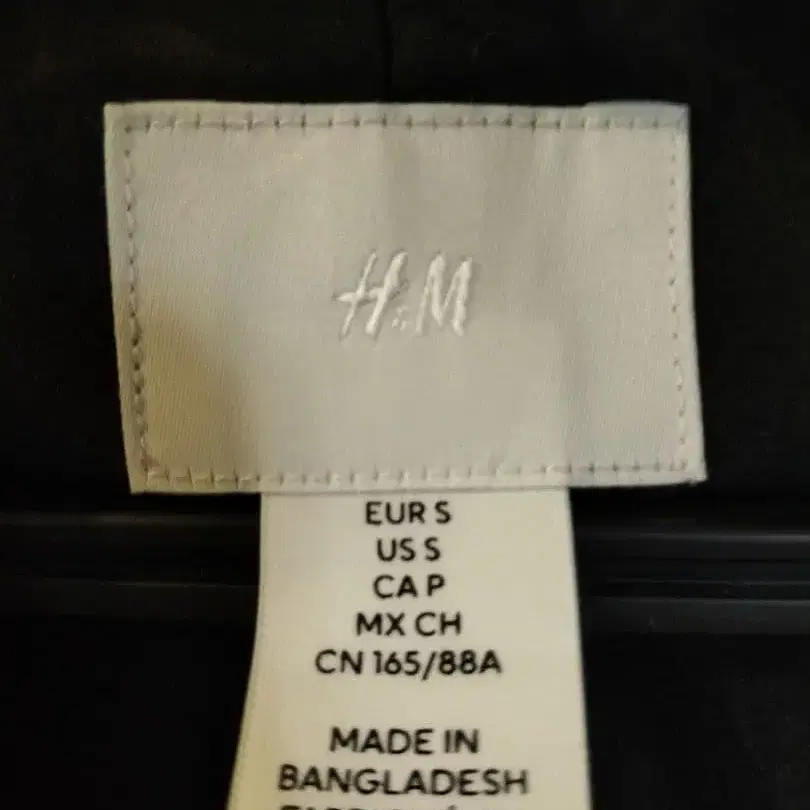 H&M
EUR S
US S
CA P
MX CH
CN 165/88A
MADE IN
BANGLADESH